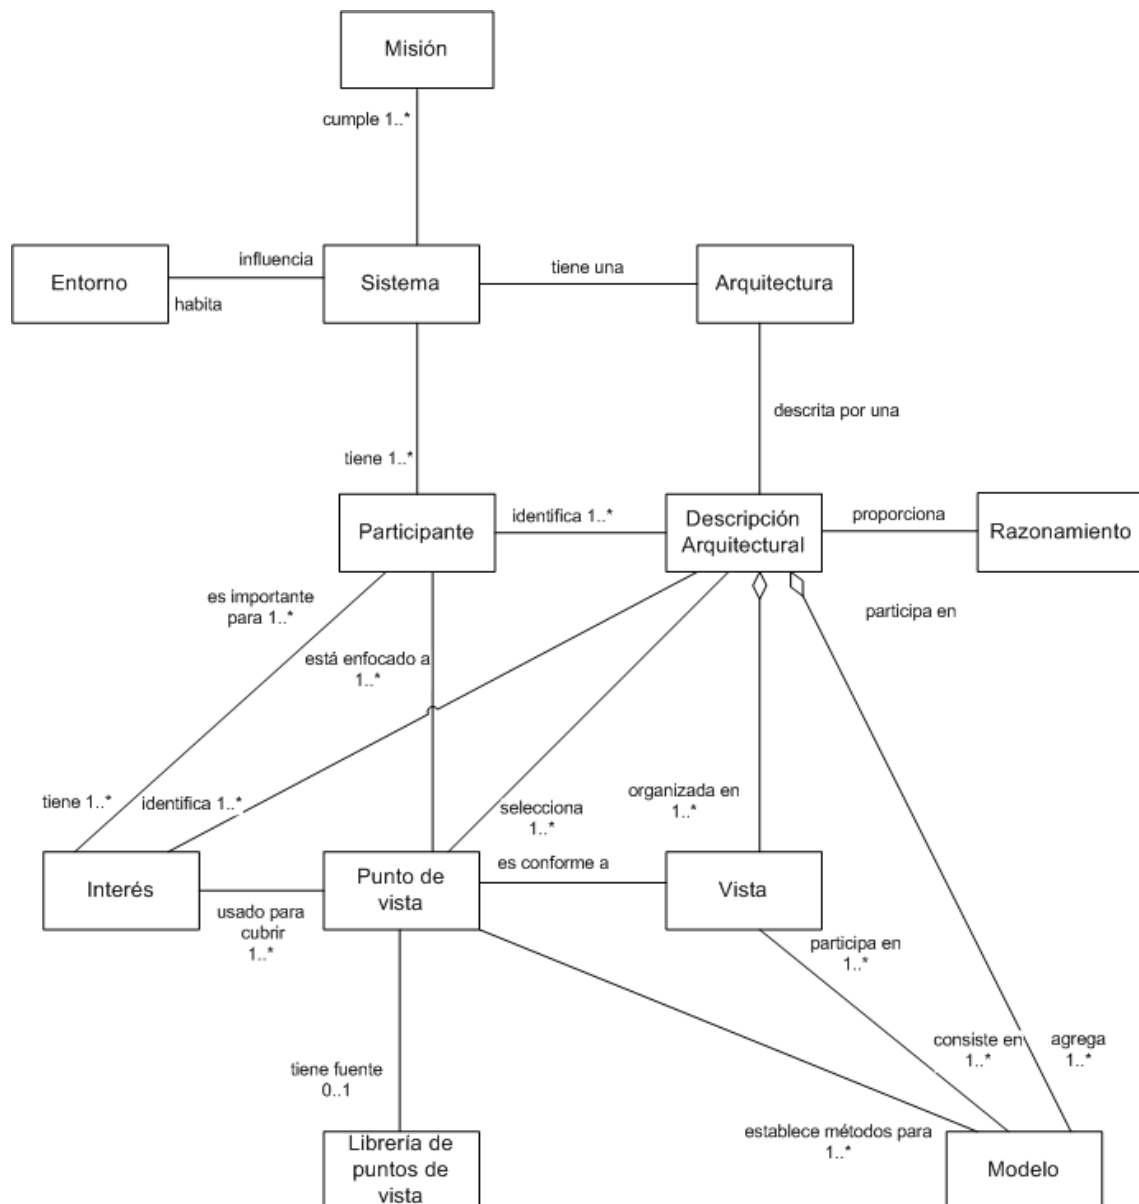 Misión
cumple 1..*
influencia
tiene una
Entorno
Sistema
Arquitectura
habita
descrita por una
tiene 1..*
Participante
identifica 1..*
Descripción
Arquitectural
proporciona
Razonamiento
es importante
para 1..*
participa en
está enfocado a
1..*
tiene 1..*
identifica 1..*
selecciona
1..*
organizada en
1..*
es conforme a
Interés
Punto de
vista
Vista
usado para
cubrir
1..*
participa en
1..*
consiste en
1..*
agrega
1..*
tiene fuente
0..1
establece métodos para
1..*
Librería de
puntos de
vista
Modelo